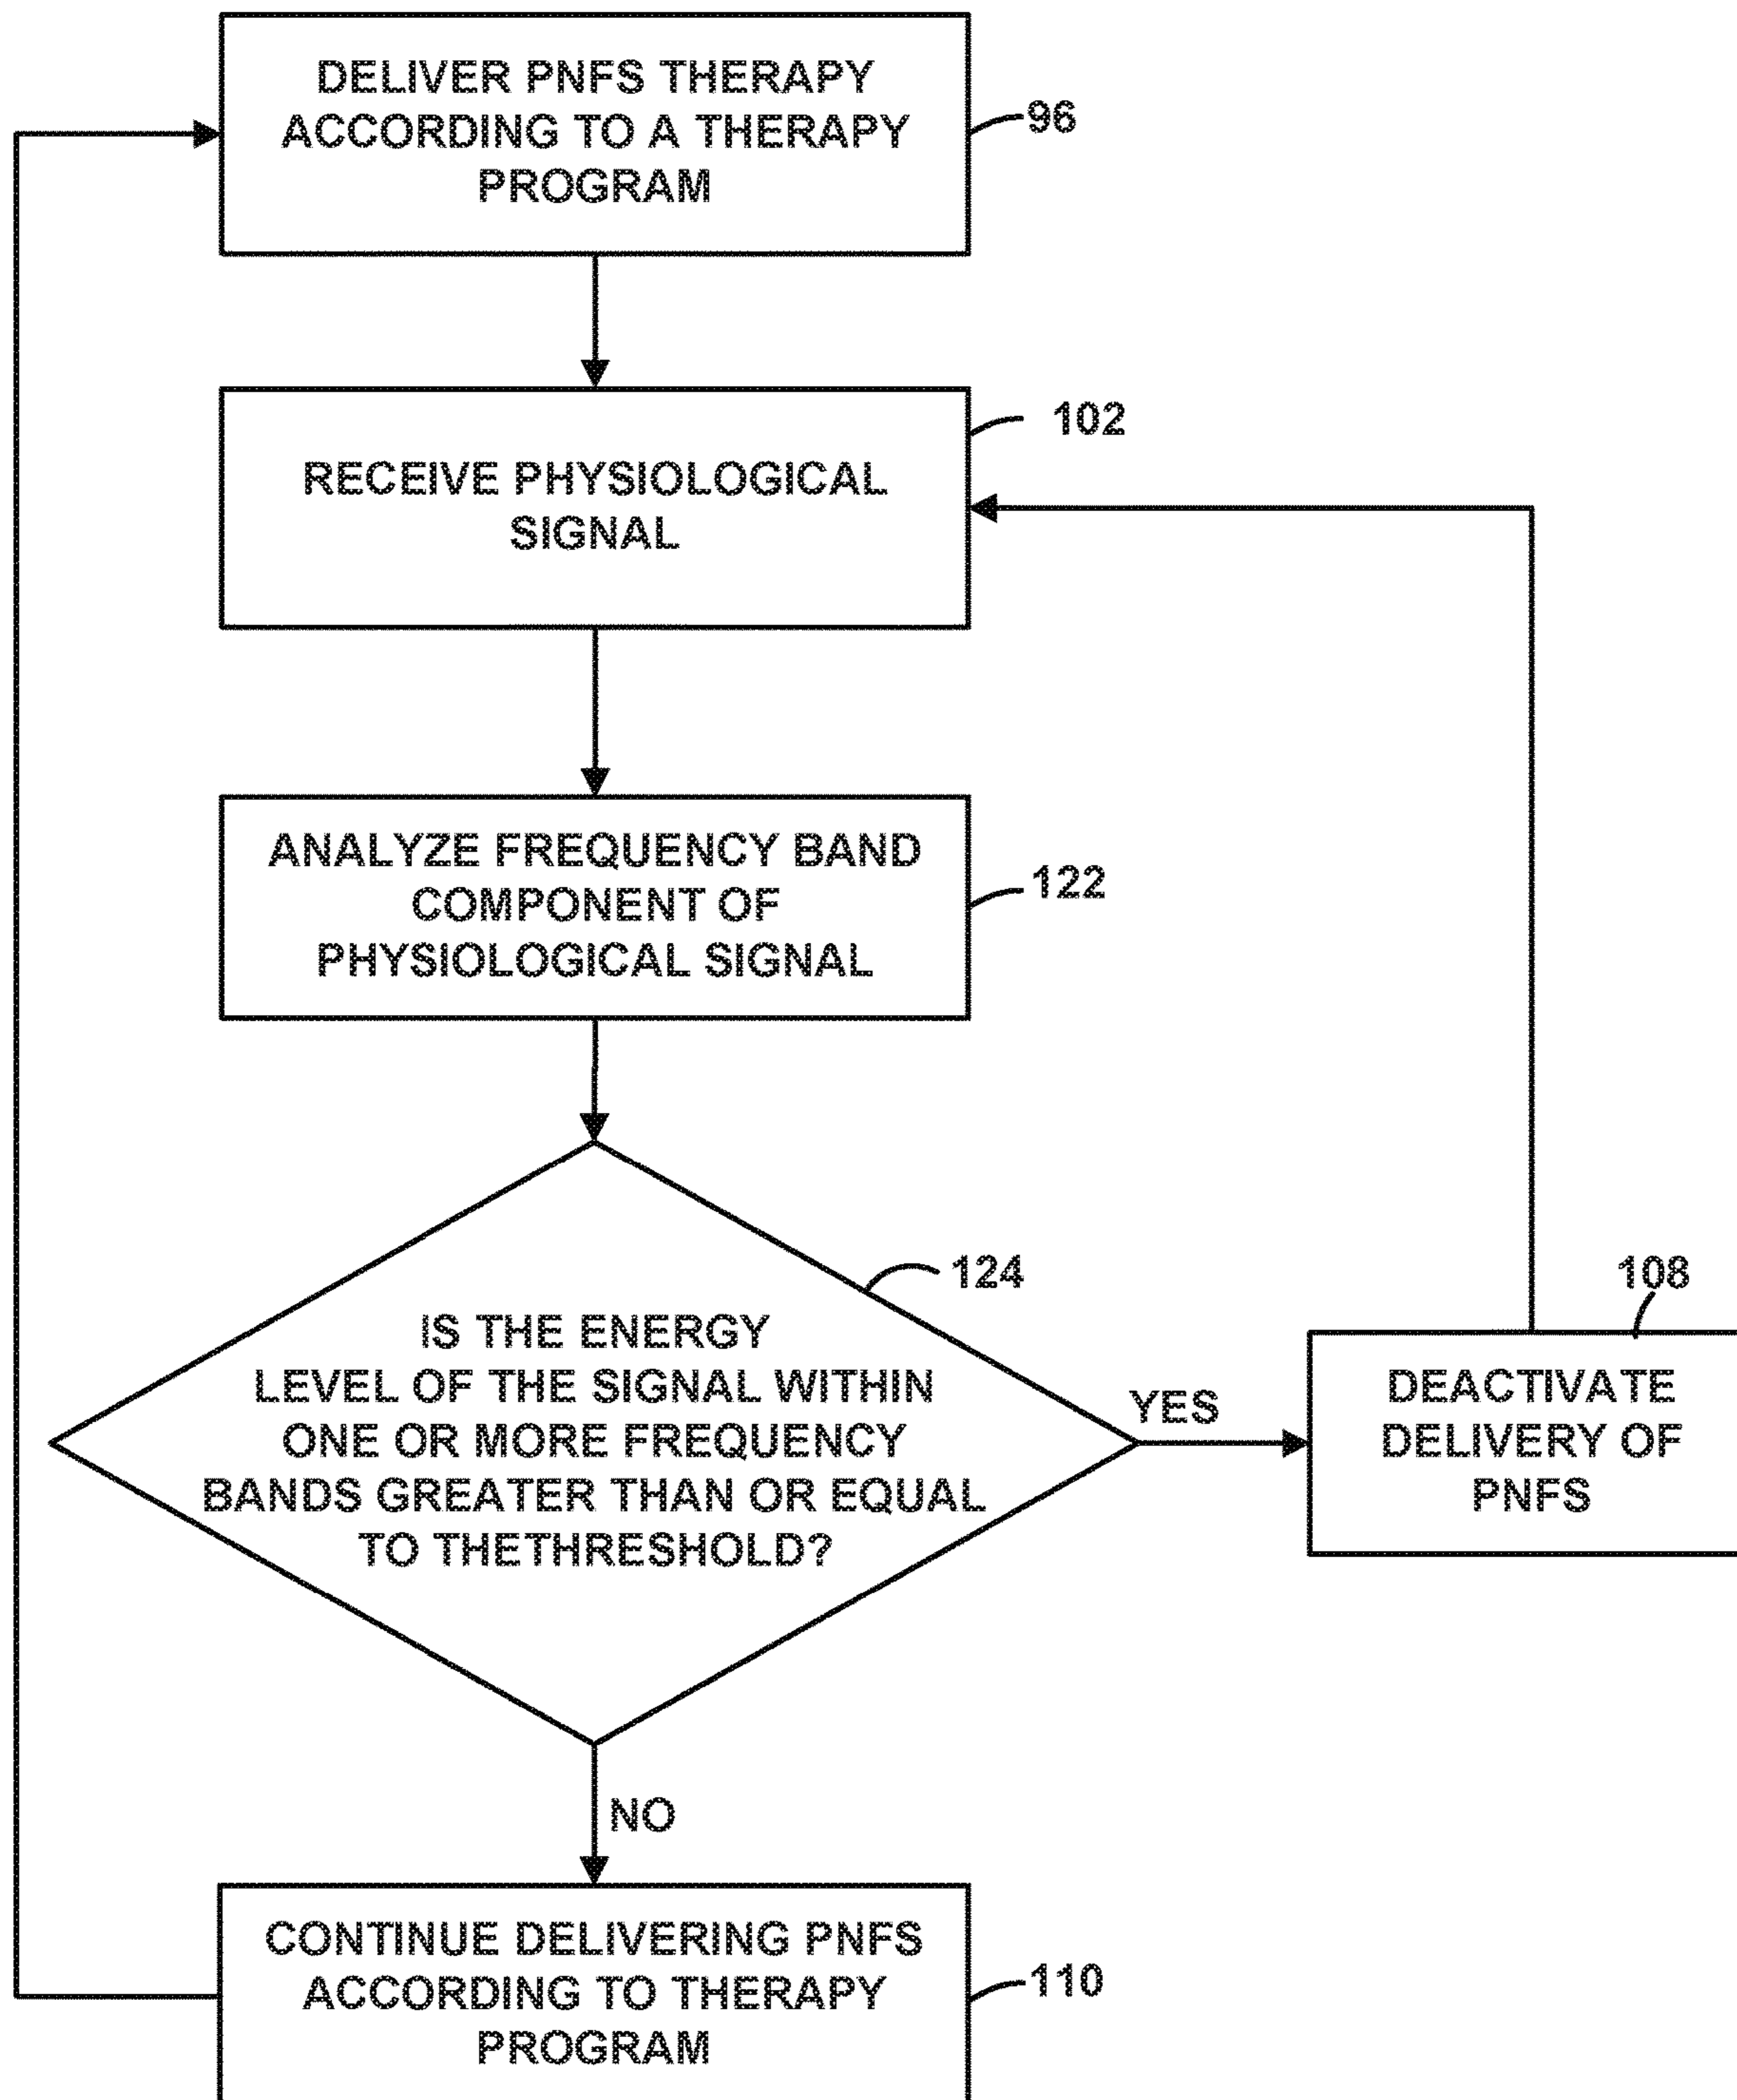 DELIVER PNFS THERAPY
ACCORDING TO A THERAPY
PROGRAM
96
RECEIVE PHYSIOLOGICAL
SIGNAL
102
ANALYZE FREQUENCY BAND
COMPONENT OF
PHYSIOLOGICAL SIGNAL
122
IS THE ENERGY
LEVEL OF THE SIGNAL WITHIN
ONE OR MORE FREQUENCY
BANDS GREATER THAN OR EQUAL
TO THETHRESHOLD?
124
YES
108
DEACTIVATE
DELIVERY OF
PNFS
NO
CONTINUE DELIVERING PNFS
ACCORDING TO THERAPY
PROGRAM
110